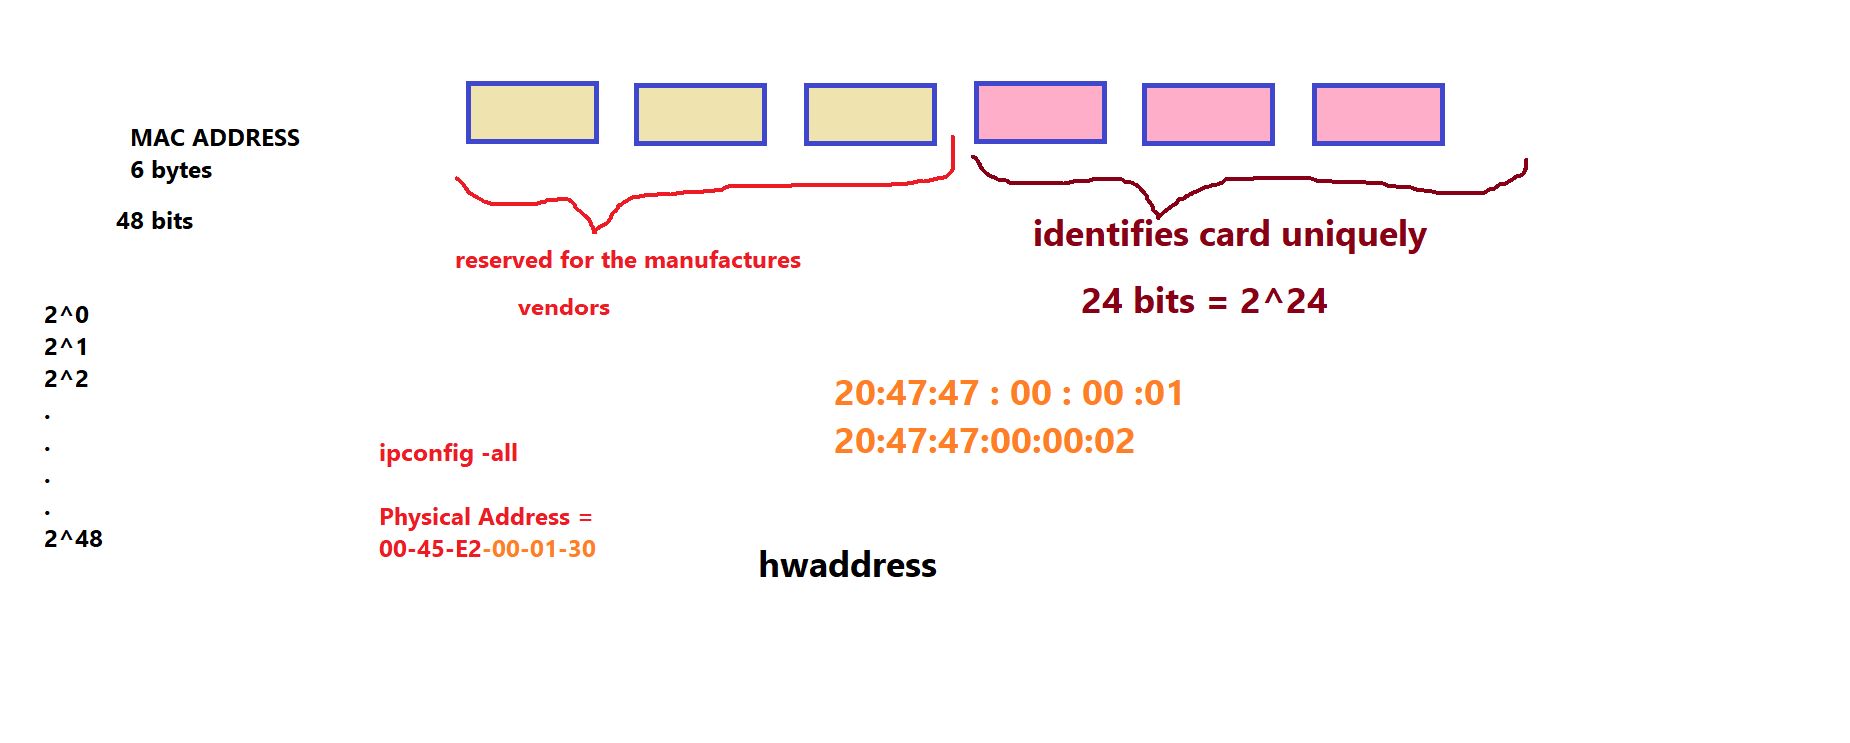 MAC ADDRESS
6 bytes
48 bits
reserved for the manufactures
vendors
identifies card uniquely
24 bits = 2^24
2^0
2^1
2^2
.
.
.
.
2^48
20:47:47 : 00 : 00 :01
20:47:47:00:00:02
ipconfig -all
Physical Address =
00-45-E2-00-01-30
hwaddress